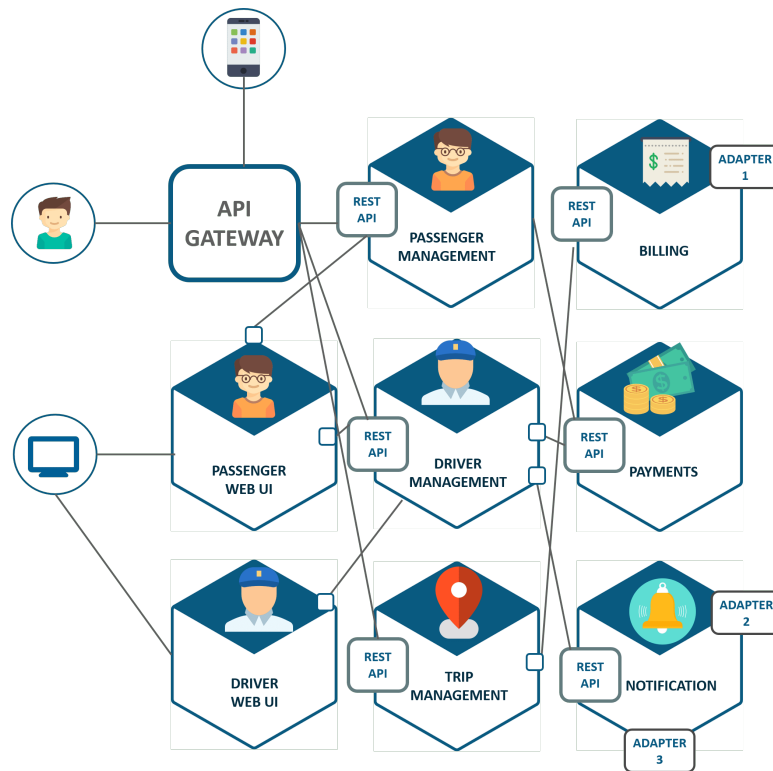 API
GATEWAY
REST
API
PASSENGER
MANAGEMENT
REST
API
BILLING
ADAPTER
1
PASSENGER
WEB UI
REST
API
DRIVER
MANAGEMENT
REST
API
PAYMENTS
DRIVER
WEB UI
REST
API
TRIP
MANAGEMENT
REST
API
NOTIFICATION
ADAPTER
2
ADAPTER
3